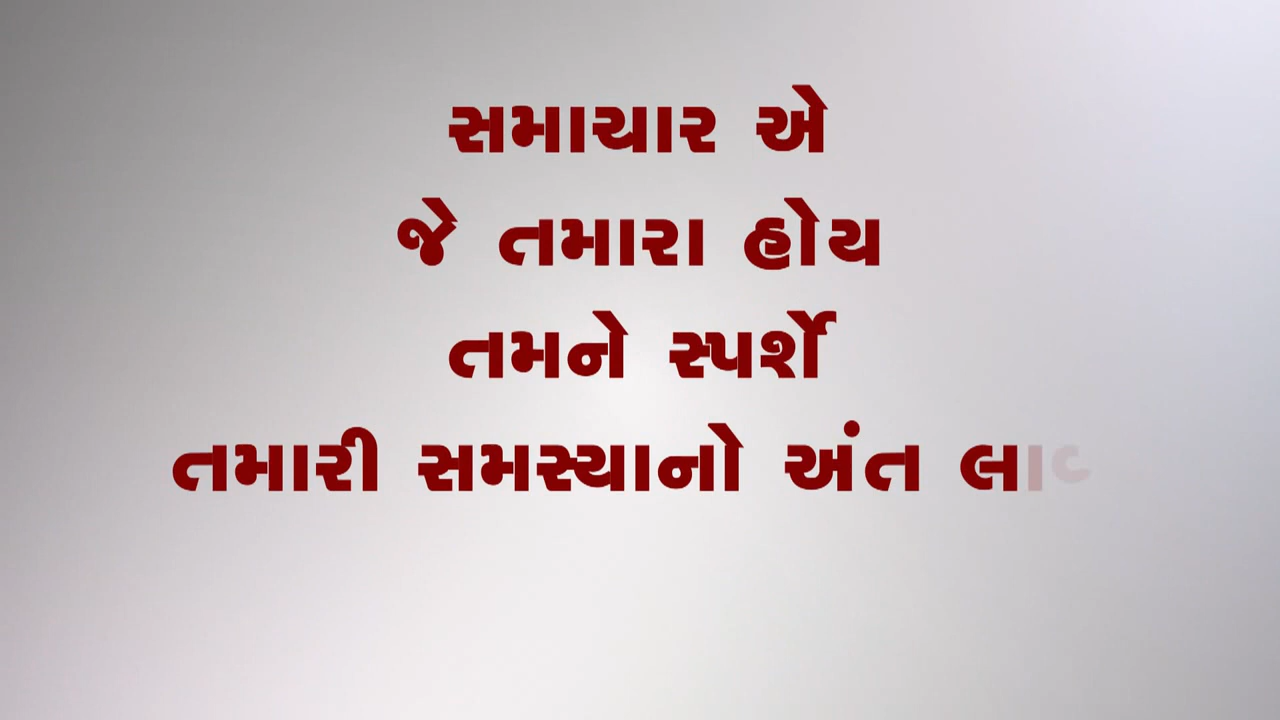 સમાચાર એ
જે તમારા હોય
તમને સ્પર્શે
તમારી સમસ્યાનો અંત